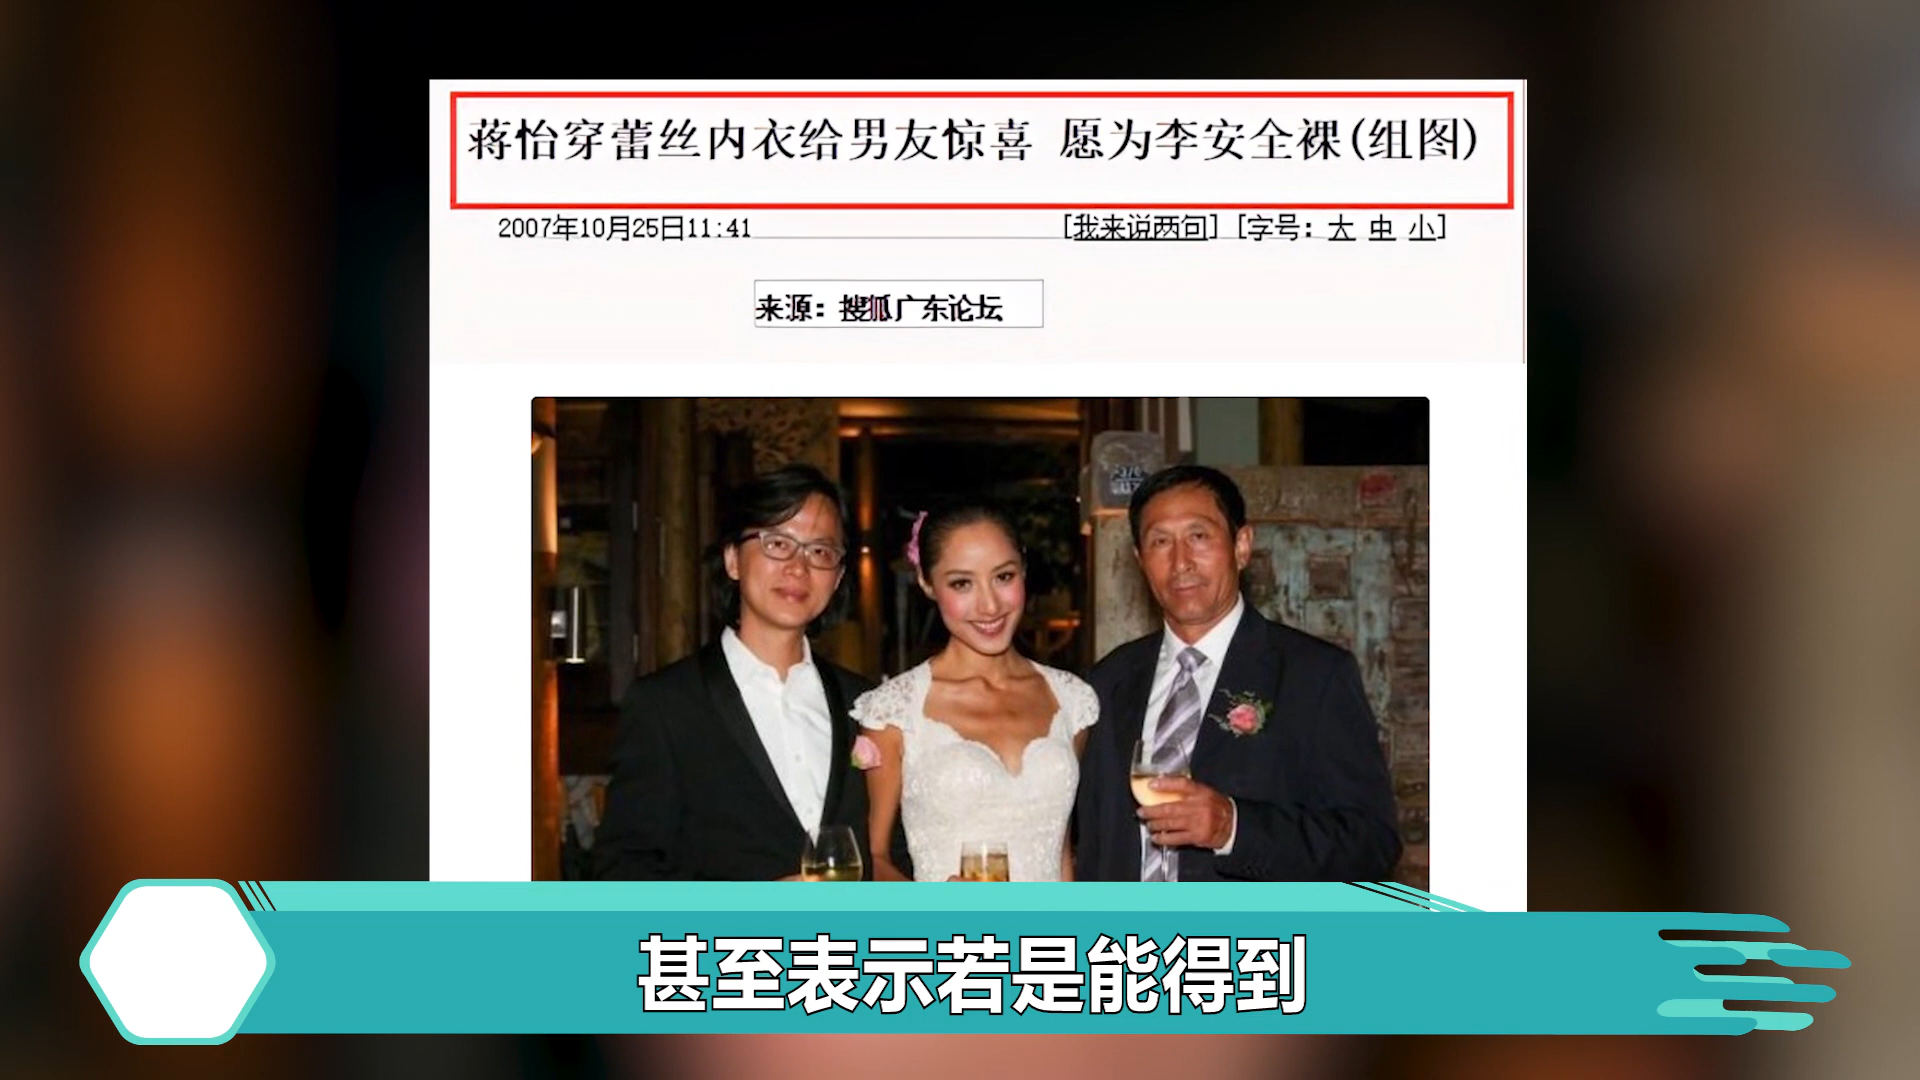 蒋怡穿蕾丝内衣给男友惊喜 愿为李安全裸(组图)
2007年10月25日11:41 [我来说两句] [字号：大 中 小]
来源：搜狐广东论坛
甚至表示若是能得到